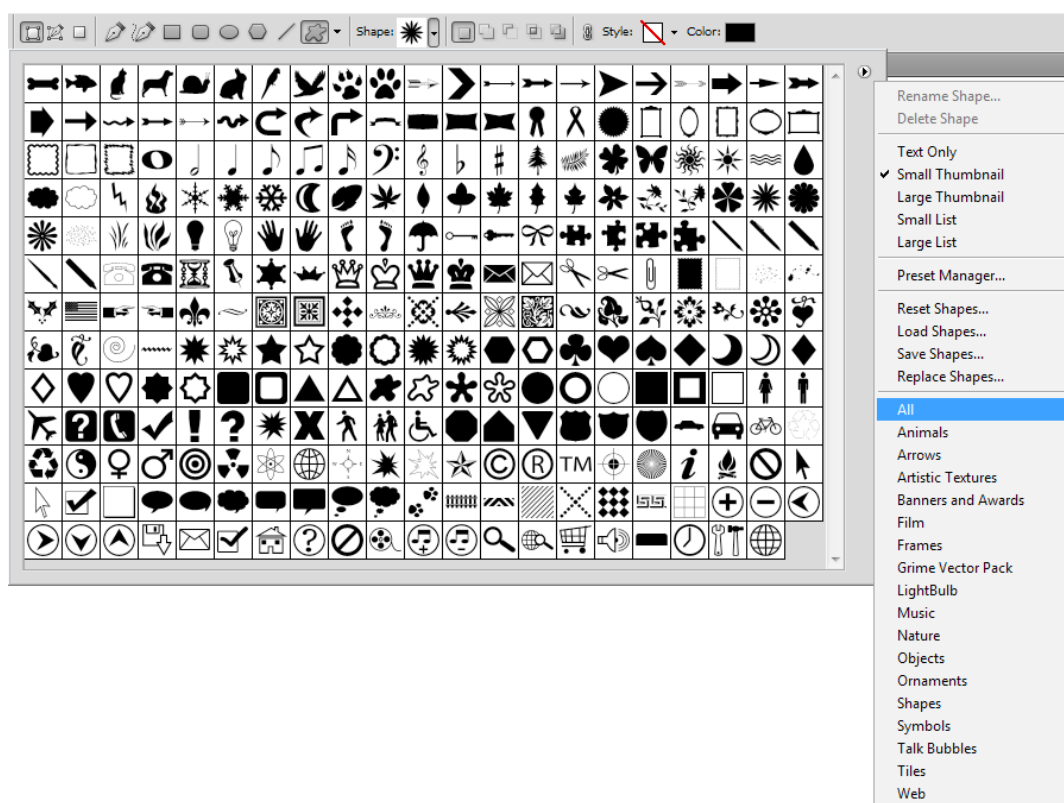 Shape:
Style:
Color:
Rename Shape...
Delete Shape
Text Only
Small Thumbnail
Large Thumbnail
Small List
Large List
Preset Manager...
Reset Shapes...
Load Shapes...
Save Shapes...
Replace Shapes...
All
Animals
Arrows
Artistic Textures
Banners and Awards
Film
Frames
Grime Vector Pack
LightBulb
Music
Nature
Objects
Ornaments
Shapes
Symbols
Talk Bubbles
Tiles
Web
? ! ? X
© ® TM i
?